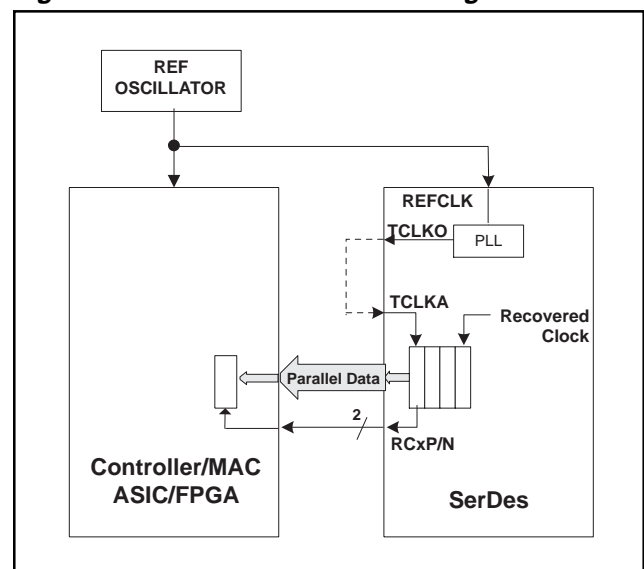 REF
OSCILLATOR
REFCLK
TCLKO
PLL
TCLKA
Recovered
Clock
Parallel Data
2
RCxP/N
Controller/MAC
ASIC/FPGA
SerDes